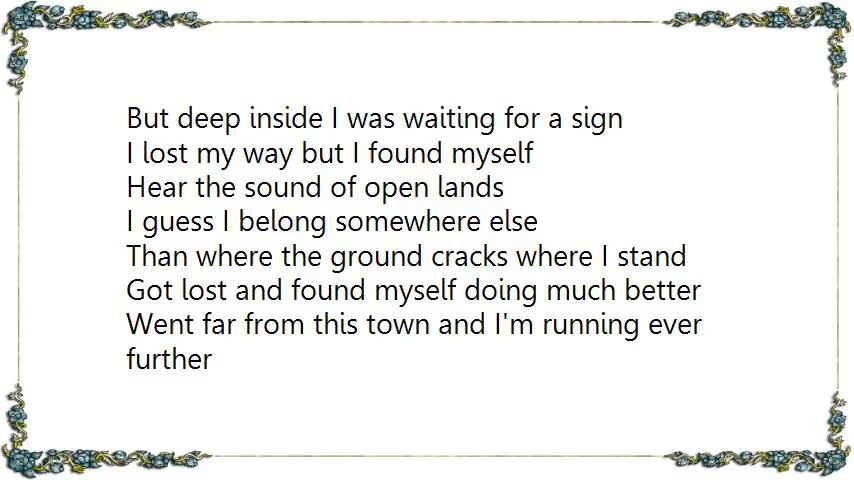 But deep inside I was waiting for a sign
I lost my way but I found myself
Hear the sound of open lands
I guess I belong somewhere else
Than where the ground cracks where I stand
Got lost and found myself doing much better
Went far from this town and I'm running ever
further